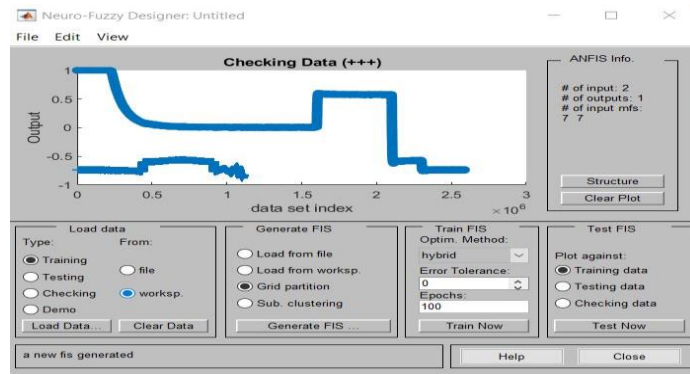 Neuro-Fuzzy Designer: Untitled
File Edit View
Checking Data (+++)
1
0.5
0
-0.5
-1
Output
0 0.5 1 1.5 2 2.5 3
×10^6
data set index
ANFIS Info.
# of input: 2
# of outputs: 1
# of input mfs:
7 7
Structure
Clear Plot
Load data
Type: From:
Training
Testing
Checking
Demo
file
worksp.
Load Data... Clear Data
Generate FIS
Load from file
Load from worksp.
Grid partition
Sub. clustering
Generate FIS ...
Train FIS
Optim. Method:
hybrid
Error Tolerance:
0
Epochs:
100
Train Now
Test FIS
Plot against:
Training data
Testing data
Checking data
Test Now
a new fis generated
Help
Close